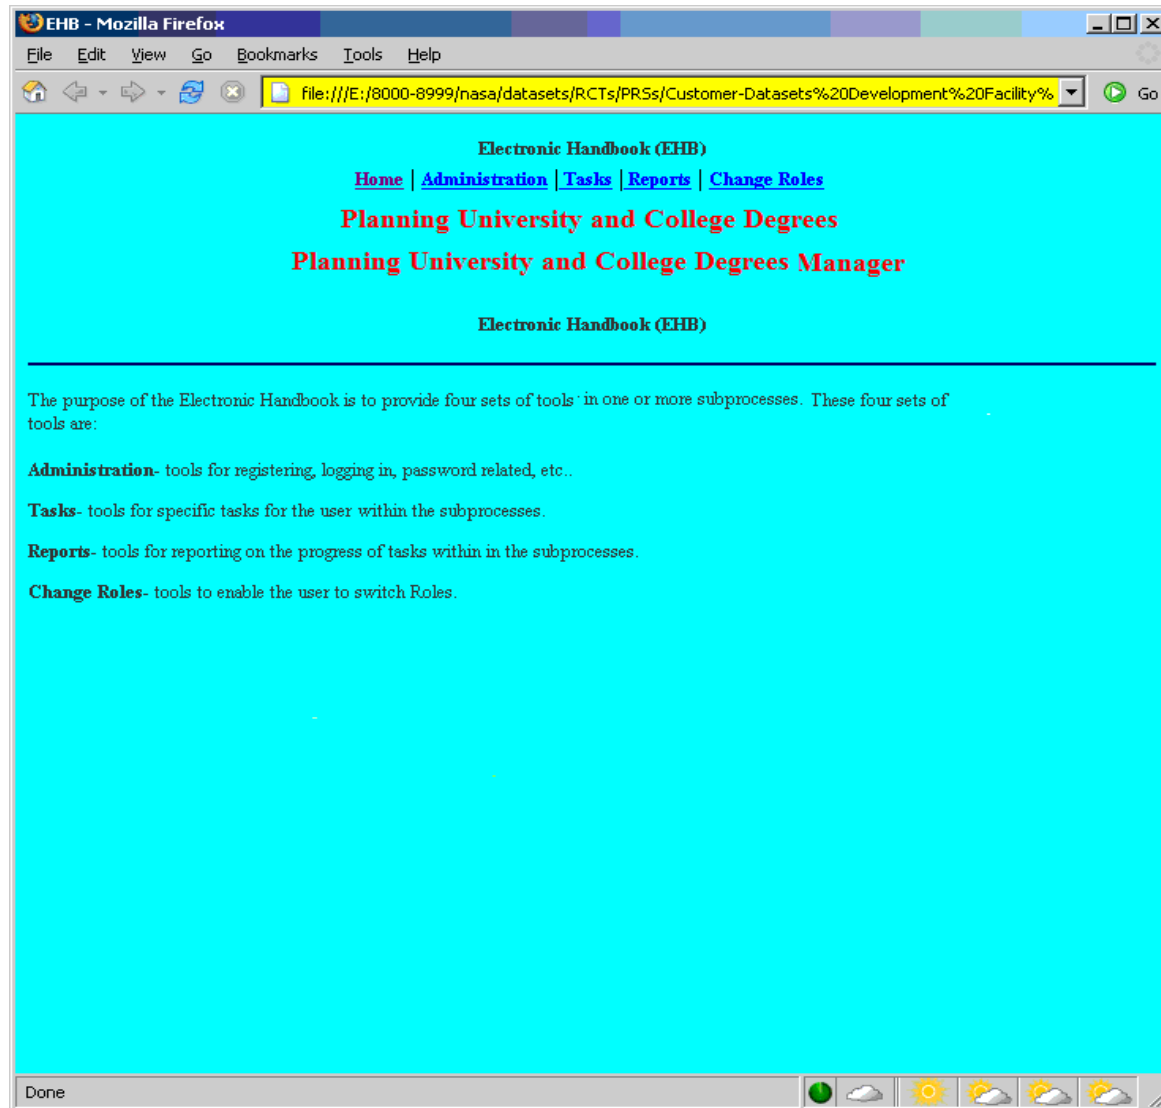 EHB - Mozilla Firefox
File Edit View Go Bookmarks Tools Help
file:///E:/8000-8999/nasa/datasets/RCTs/PRSs/Customer-Datasets%20Development%20Facility% Go
Electronic Handbook (EHB)
Home | Administration | Tasks | Reports | Change Roles
Planning University and College Degrees
Planning University and College Degrees Manager
Electronic Handbook (EHB)
The purpose of the Electronic Handbook is to provide four sets of tools in one or more subprocesses. These four sets of
tools are:
Administration- tools for registering, logging in, password related, etc..
Tasks- tools for specific tasks for the user within the subprocesses.
Reports- tools for reporting on the progress of tasks within in the subprocesses.
Change Roles- tools to enable the user to switch Roles.
Done